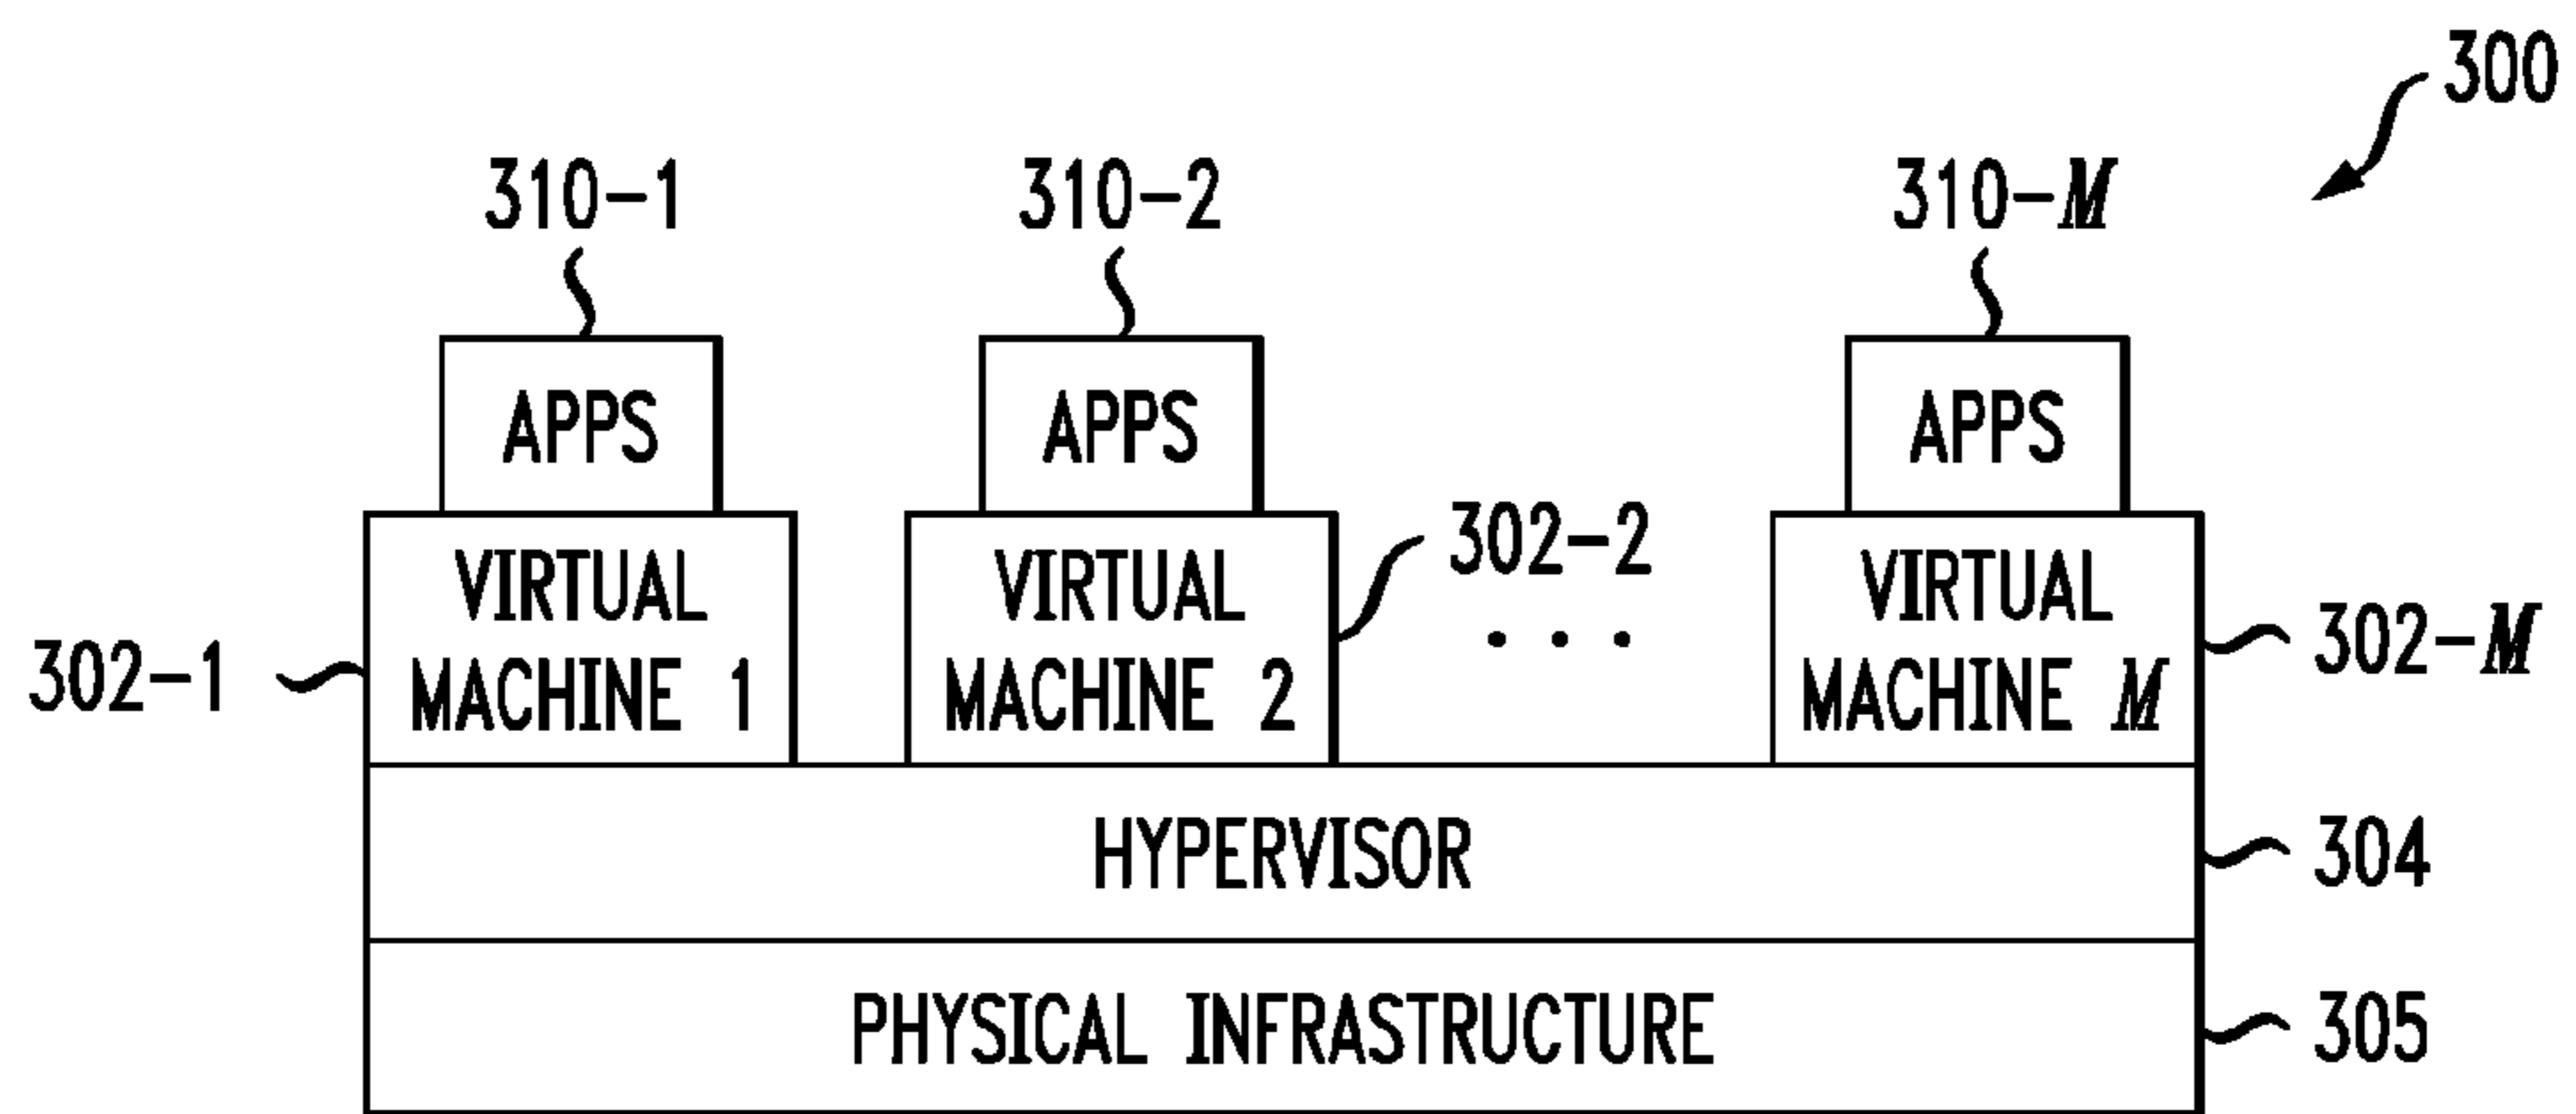 300
310-1
310-2
310-M
APPS
APPS
APPS
302-2
VIRTUAL
MACHINE 1
VIRTUAL
MACHINE 2
. . .
VIRTUAL
MACHINE M
302-1
302-M
HYPERVISOR
304
PHYSICAL INFRASTRUCTURE
305